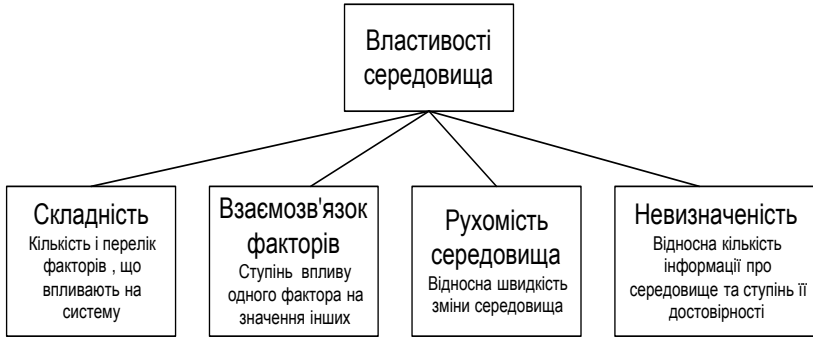 Властивості
середовища
Складність
Кількість і перелік
факторів , що
впливають на
систему
Взаємозв'язок
факторів
Ступінь впливу
одного фактора на
значення інших
Рухомість
середовища
Відносна швидкість
зміни середовища
Невизначеність
Відносна кількість
інформації про
середовище та ступінь її
достовірності